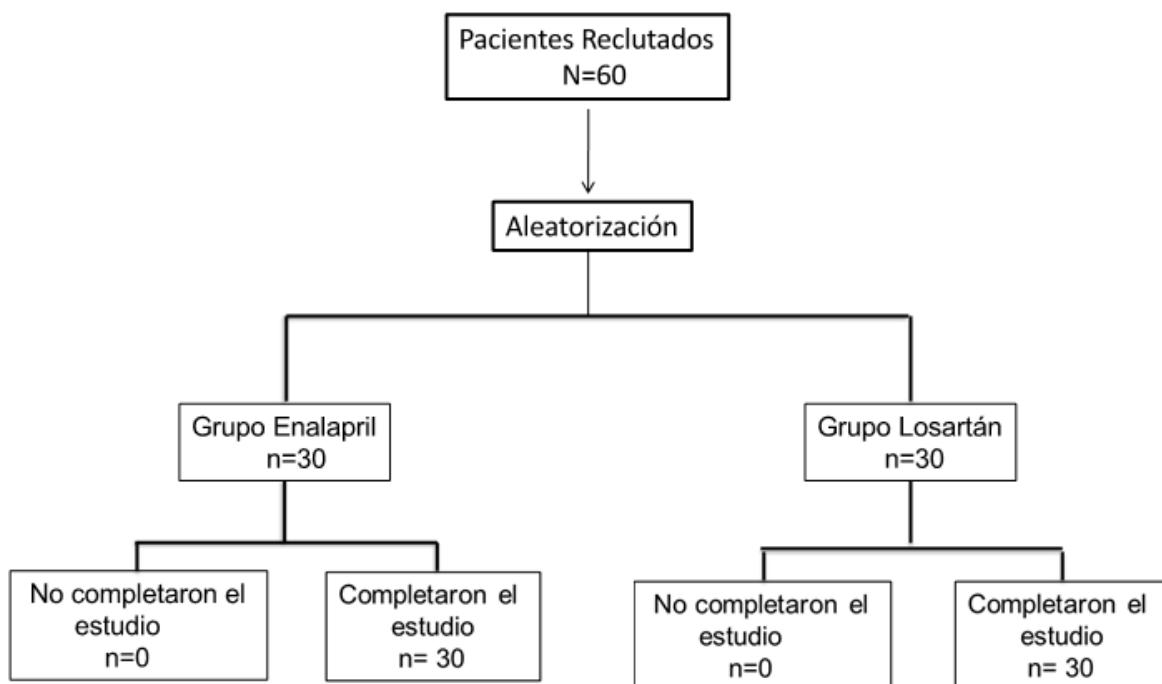 Pacientes Reclutados
N=60
Aleatorización
Grupo Enalapril
n=30
Grupo Losartán
n=30
No completaron el
estudio
n=0
Completaron el
estudio
n= 30
No completaron el
estudio
n=0
Completaron el
estudio
n= 30